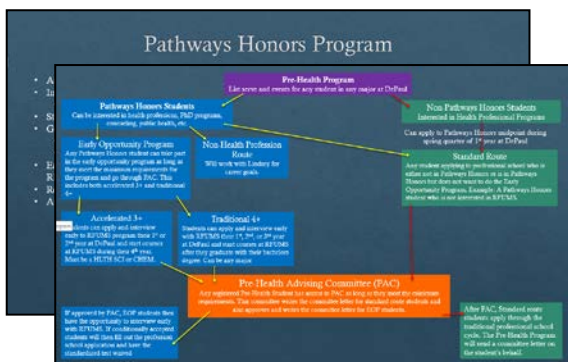 Pathways Honors Program
Pre-Health Program
List serve and events for any student in any major at DePaul
Pathways Honors Students
Can be interested in health professions, PhD programs,
counseling, public health, etc.
Non-Pathways Honors Students
Interested in Health Professional Programs
Can apply to Pathways Honors midpoint during
spring quarter of 1st year at DePaul
Early Opportunity Program
Any Pathways Honors student can take part
in the early opportunity program as long as
they meet the minimum requirements for
the program and go through PAC. This
includes both accelerated 3+ and traditional
4+
Non-Health Profession
Route
Will work with Lindsey for
career goals.
Standard Route
Any student applying to professional school who is
either not in Pathways Honors or is in Pathways
Honors but does not want to do the Early
Opportunity Program. Example: A Pathways Honors
student who is not interested in RFUMS.
Accelerated 3+
Students can apply and interview
early to RFUMS program their 1st or
2nd year at DePaul and start courses
at RFUMS during their 4th year.
Must be a HLTH SCI or CHEM.
Traditional 4+
Students can apply and interview early
with RFUMS their 1st, 2nd, or 3rd year at
DePaul and start courses at RFUMS
after they graduate with their bachelors
degree. Can be any major
Pre-Health Advising Committee (PAC)
Any registered Pre-Health Student has access to PAC as long as they meet the minimum
requirements. This committee writes the committee letter for standard route students and
also approves and writes the committee letter for EOP students.
If approved by PAC, EOP students then
have the opportunity to interview early
with RFUMS. If conditionally accepted
students will then fill out the profession
school application and have the
standardized test waived
After PAC, Standard route
students apply through the
traditional professional school
cycle. The Pre-Health Program
will send a committee letter on
the student's behalf.